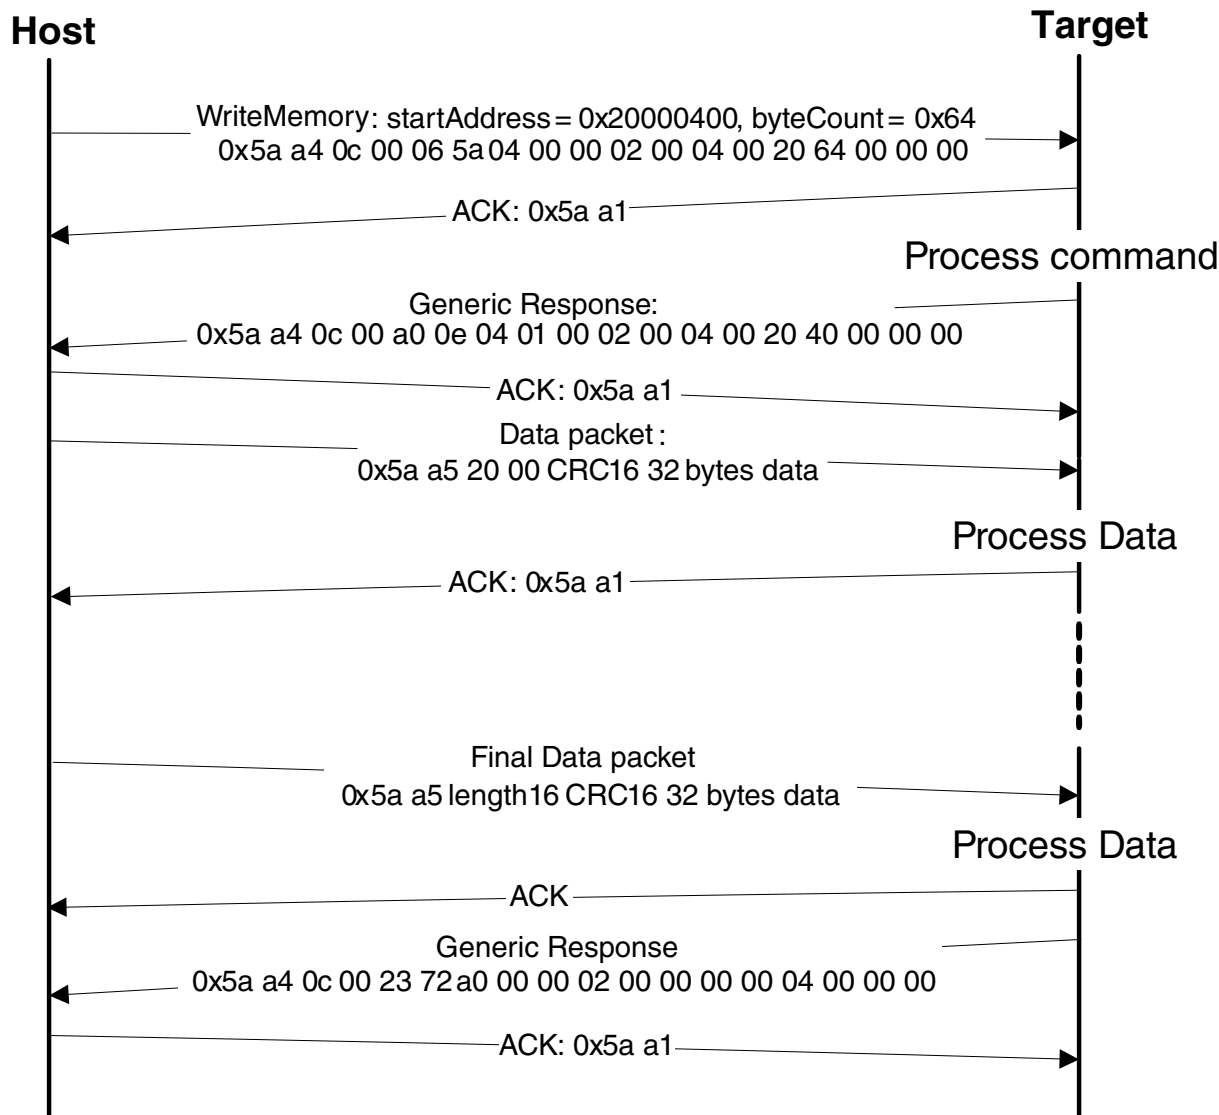 Host
Target
WriteMemory: startAddress = 0x20000400, byteCount = 0x64
0x5a a4 0c 00 06 5a 04 00 00 02 00 04 00 20 64 00 00 00
ACK: 0x5a a1
Process command
Generic Response:
0x5a a4 0c 00 a0 0e 04 01 00 02 00 04 00 20 40 00 00 00
ACK: 0x5a a1
Data packet :
0x5a a5 20 00 CRC16 32 bytes data
Process Data
ACK: 0x5a a1
Final Data packet
0x5a a5 length16 CRC16 32 bytes data
Process Data
ACK
Generic Response
0x5a a4 0c 00 23 72 a0 00 00 02 00 00 00 00 04 00 00 00
ACK: 0x5a a1